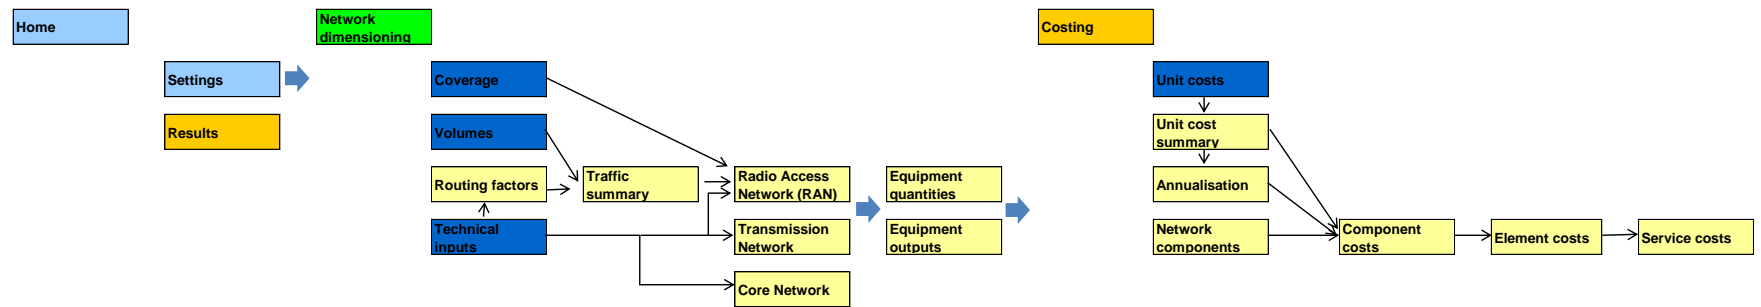 Home
Network
dimensioning
Costing
Settings
Coverage
Unit costs
Results
Volumes
Unit cost
summary
Routing factors
Traffic
summary
Radio Access
Network (RAN)
Equipment
quantities
Annualisation
Technical
inputs
Transmission
Network
Equipment
outputs
Network
components
Component
costs
Element costs
Service costs
Core Network